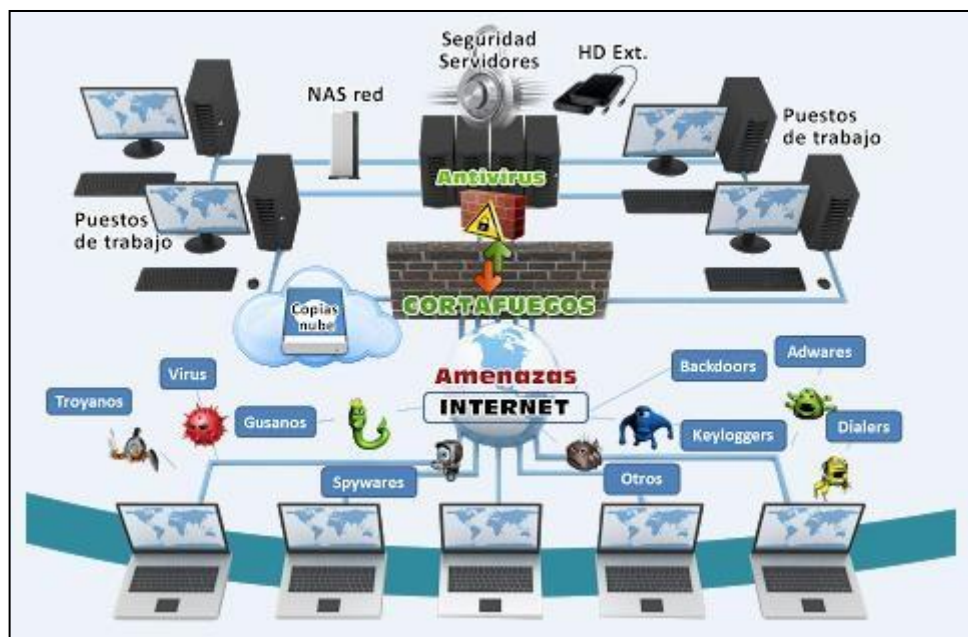 Seguridad
Servidores
HD Ext.
NAS red
Puestos
de trabajo
Antivirus
Puestos
de trabajo
Copias
nube
CORTAFUEGOS
Amenazas
INTERNET
Backdoors
Adwares
Virus
Troyanos
Gusanos
Keyloggers
Dialers
Spywares
Otros